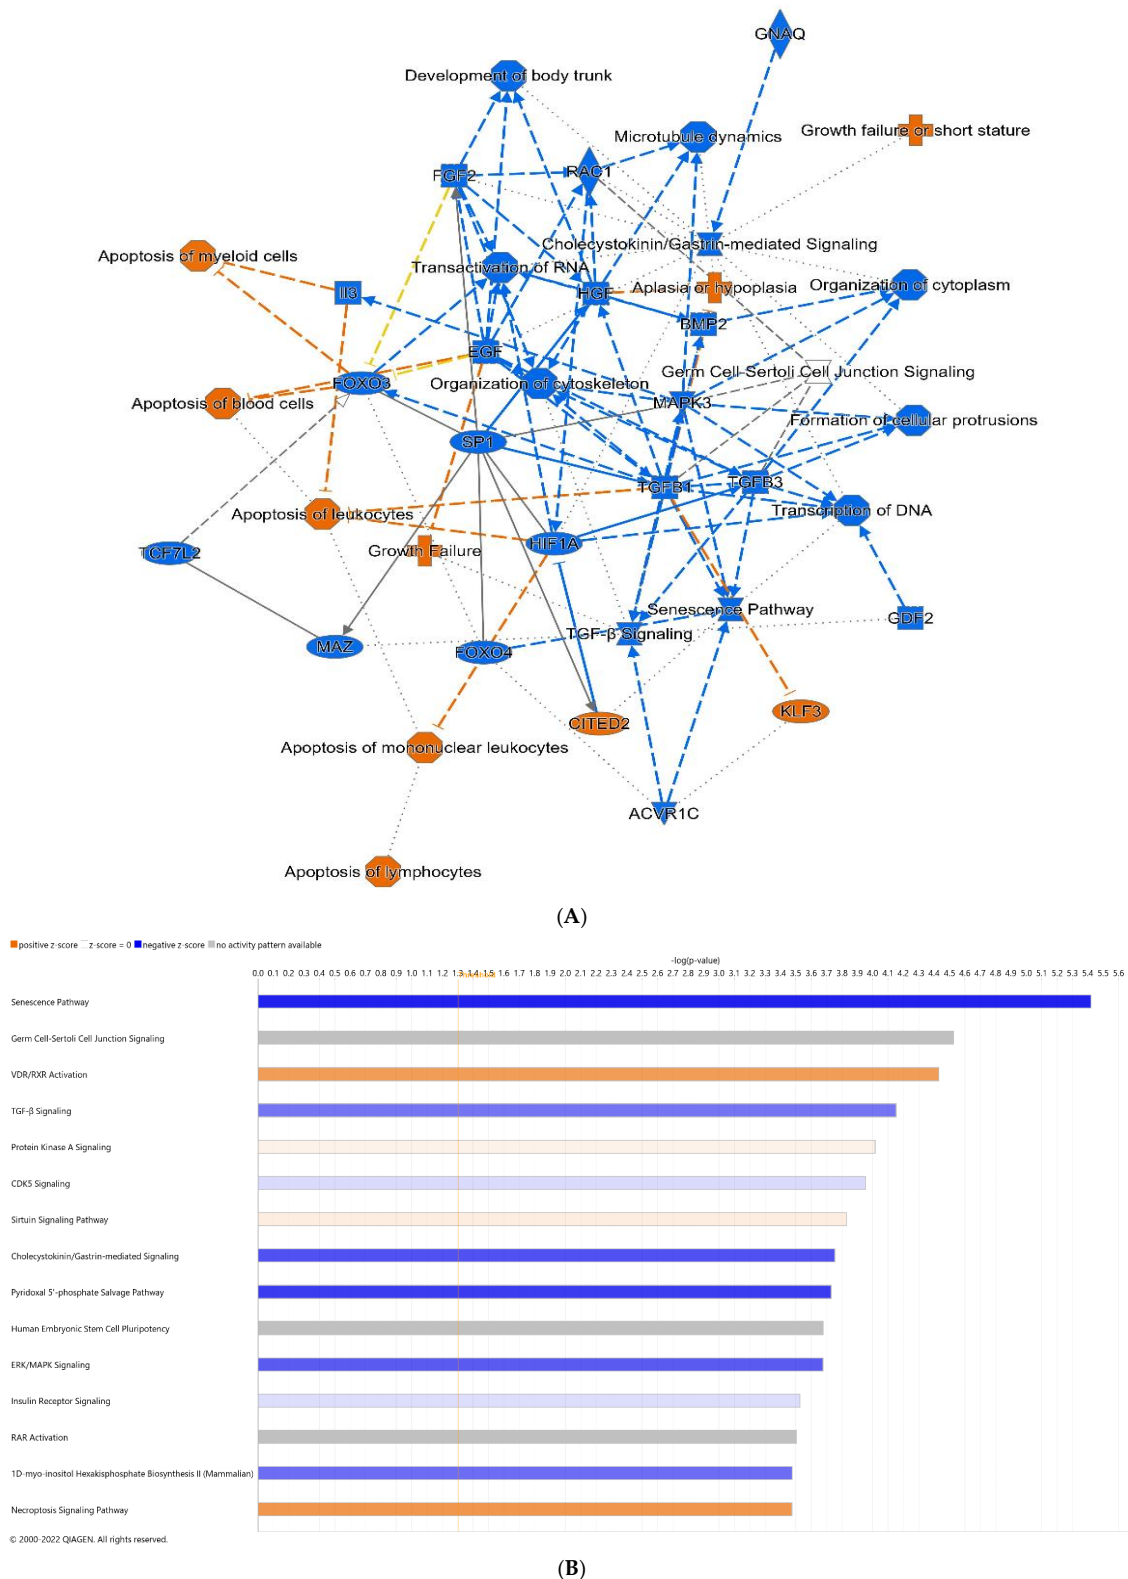 GNAQ
Development of body trunk
Growth failure or short stature
Microtubule dynamics
FGF2
RAC1
Cholecystokinin/Gastrin-mediated Signaling
Apoptosis of myeloid cells
Transactivation of RNA
Organization of cytoplasm
Aplasia or hypoplasia
Il3
HGF
BMP2
EGF
Germ Cell-Sertoli Cell Junction Signaling
FOXO3
Organization of cytoskeleton
Apoptosis of blood cells
MAPK3
Formation of cellular protrusions
SP1
TGFB1
TGFB3
Apoptosis of leukocytes
Transcription of DNA
TCF7L2
Growth Failure
HIF1A
Senescence Pathway
GDF2
TGF-β Signaling
MAZ
FOXO4
KLF3
CITED2
Apoptosis of mononuclear leukocytes
ACVR1C
Apoptosis of lymphocytes
(A)
positive z-score z-score = 0 negative z-score no activity pattern available
-log(p-value)
0.0 0.1 0.2 0.3 0.4 0.5 0.6 0.7 0.8 0.9 1.0 1.1 1.2 1.3 1.4 1.5 1.6 1.7 1.8 1.9 2.0 2.1 2.2 2.3 2.4 2.5 2.6 2.7 2.8 2.9 3.0 3.1 3.2 3.3 3.4 3.5 3.6 3.7 3.8 3.9 4.0 4.1 4.2 4.3 4.4 4.5 4.6 4.7 4.8 4.9 5.0 5.1 5.2 5.3 5.4 5.5 5.6
Threshold
Senescence Pathway
Germ Cell-Sertoli Cell Junction Signaling
VDR/RXR Activation
TGF-β Signaling
Protein Kinase A Signaling
CDK5 Signaling
Sirtuin Signaling Pathway
Cholecystokinin/Gastrin-mediated Signaling
Pyridoxal 5'-phosphate Salvage Pathway
Human Embryonic Stem Cell Pluripotency
ERK/MAPK Signaling
Insulin Receptor Signaling
RAR Activation
1D-myo-inositol Hexakisphosphate Biosynthesis II (Mammalian)
Necroptosis Signaling Pathway
© 2000-2022 QIAGEN. All rights reserved.
(B)